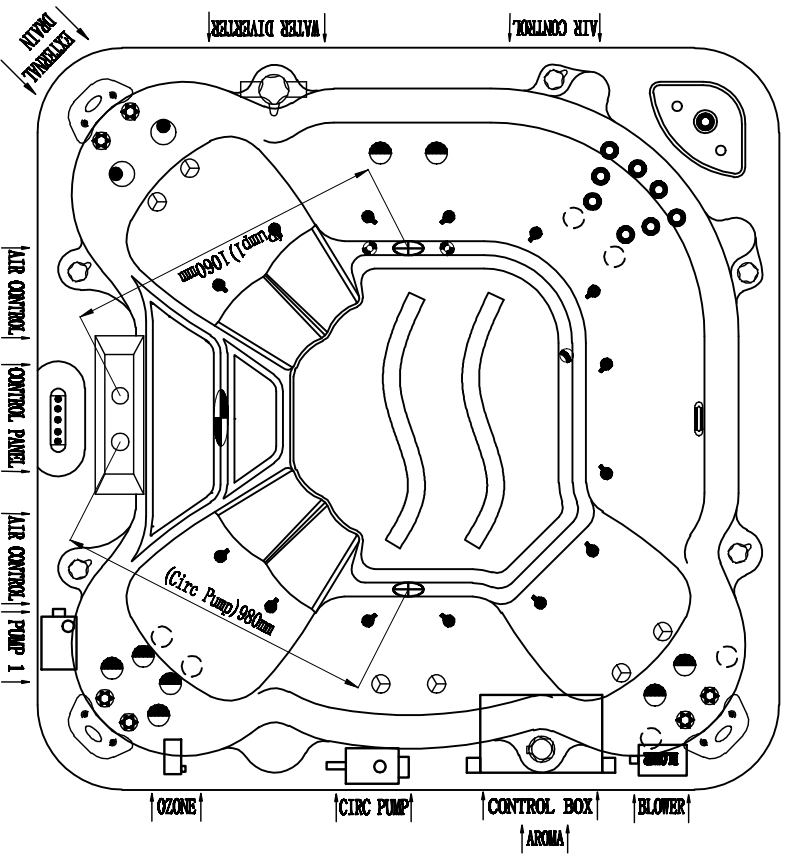 EXTERNAL
DRAIN
WATER DIVERTER
AIR CONTROL
AIR CONTROL
CONTROL PANEL
AIR CONTROL
PUMP 1
(Pump1)1060mm
(Circ Pump)980mm
OZONE
CIRC PUMP
CONTROL BOX
BLOWER
AROMA